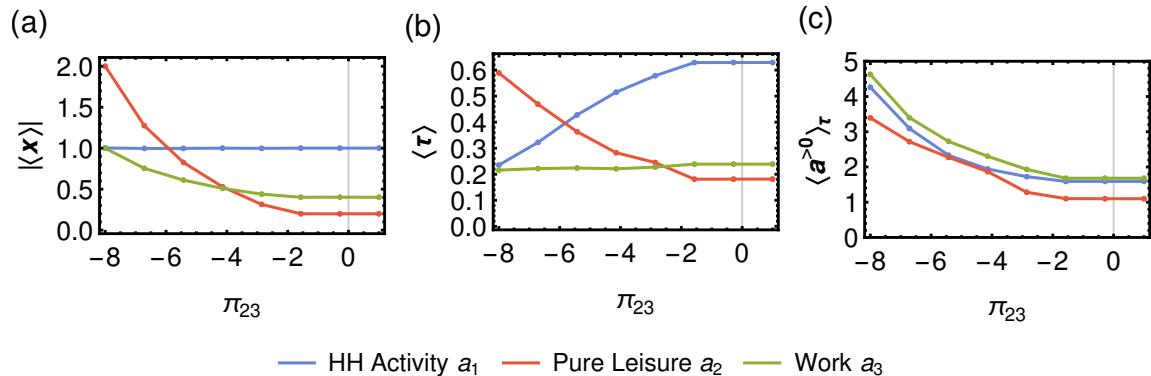 (a)
(b)
(c)
|⟨x⟩|
2.0
1.5
1.0
0.5
0.0
−8 −6 −4 −2 0
π23
⟨τ⟩
0.6
0.5
0.4
0.3
0.2
0.1
0.0
−8 −6 −4 −2 0
π23
⟨a^{>0}⟩τ
5
4
3
2
1
0
−8 −6 −4 −2 0
π23
HH Activity a1 Pure Leisure a2 Work a3